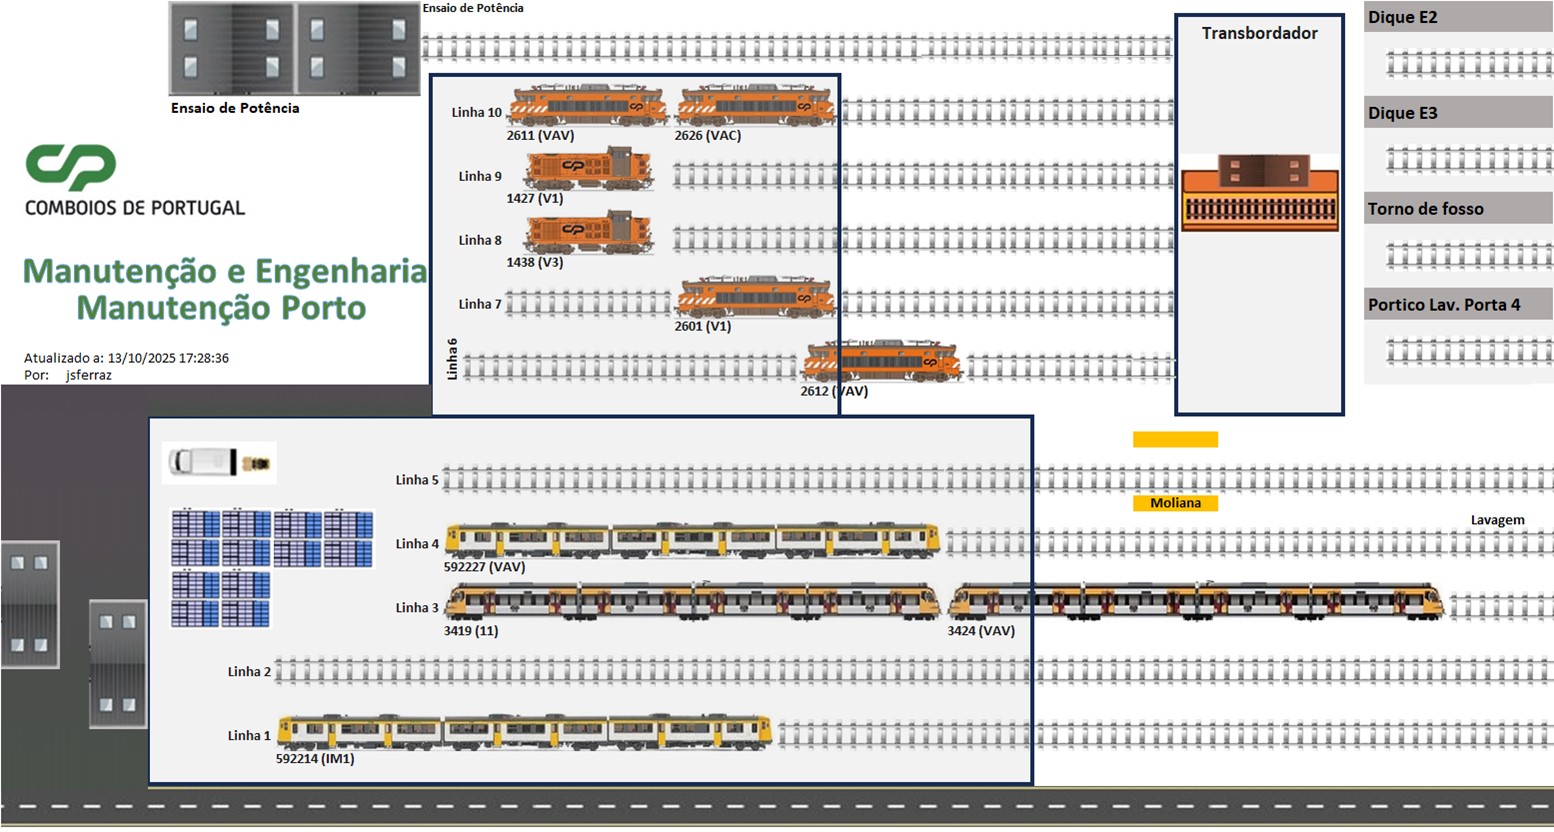 Ensaio de Potência
Ensaio de Potência
Transbordador
Dique E2
Dique E3
Torno de fosso
Portico Lav. Porta 4
CP
COMBOIOS DE PORTUGAL
Manutenção e Engenharia
Manutenção Porto
Atualizado a: 13/10/2025 17:28:36
Por: jsferraz
Linha 10
2611 (VAV)
2626 (VAC)
Linha 9
1427 (V1)
Linha 8
1438 (V3)
Linha 7
2601 (V1)
Linha 6
2612 (VAV)
Linha 5
Moliana
Lavagem
Linha 4
592227 (VAV)
Linha 3
3419 (11)
3424 (VAV)
Linha 2
Linha 1
592214 (IM1)